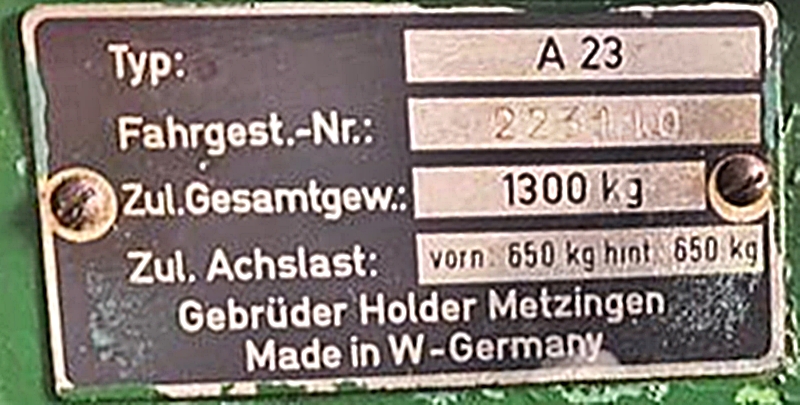 Typ: A 23
Fahrgest.-Nr.:
Zul.Gesamtgew.: 1300 kg
Zul. Achslast: vorn: 650 kg hint: 650 kg
Gebrüder Holder Metzingen
Made in W-Germany